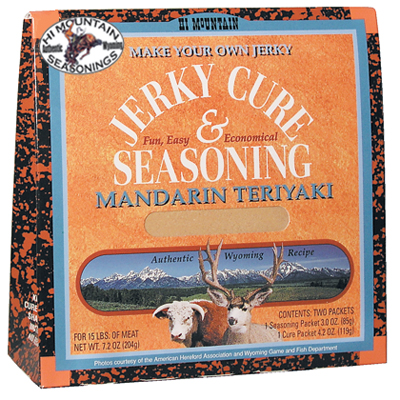 HI MOUNTAIN
Authentic Wyoming
SEASONINGS
HI MOUNTAIN
MAKE YOUR OWN JERKY
JERKY CURE
Fun, Easy & Economical
SEASONING
MANDARIN TERIYAKI
Authentic Wyoming Recipe
FOR 15 LBS. OF MEAT
NET WT. 7.2 OZ. (204g)
CONTENTS: TWO PACKETS
1 Seasoning Packet 3.0 OZ. (85g)
1 Cure Packet 4.2 OZ. (119g)
Photos courtesy of the American Hereford Association and Wyoming Game and Fish Department